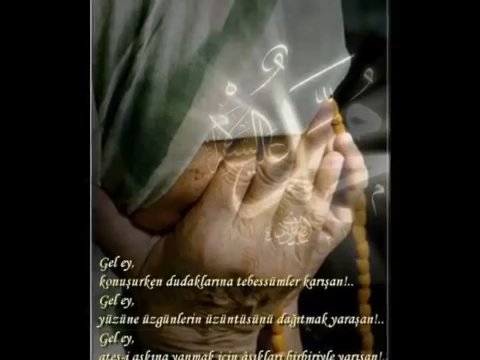 Gel ey,
konuşurken dudaklarına tebessümler karışan!..
Gel ey,
yüzüne üzgünlerin üzüntüsünü dağıtmak yaraşan!..
Gel ey,
ateş-i aşkına yanmak için âşıkları birbiriyle yarışan!